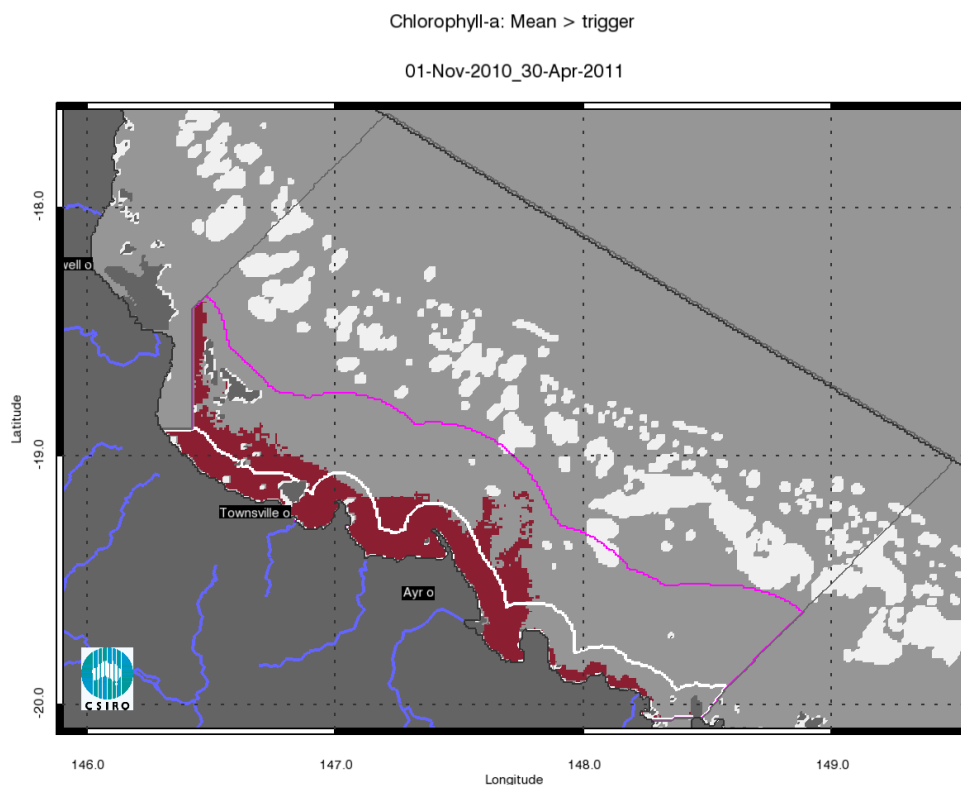 Chlorophyll-a: Mean > trigger
01-Nov-2010_30-Apr-2011
-18.0
well o
-19.0
Latitude
Townsville o
Ayr o
CSIRO
-20.0
146.0 147.0 148.0 149.0
Longitude